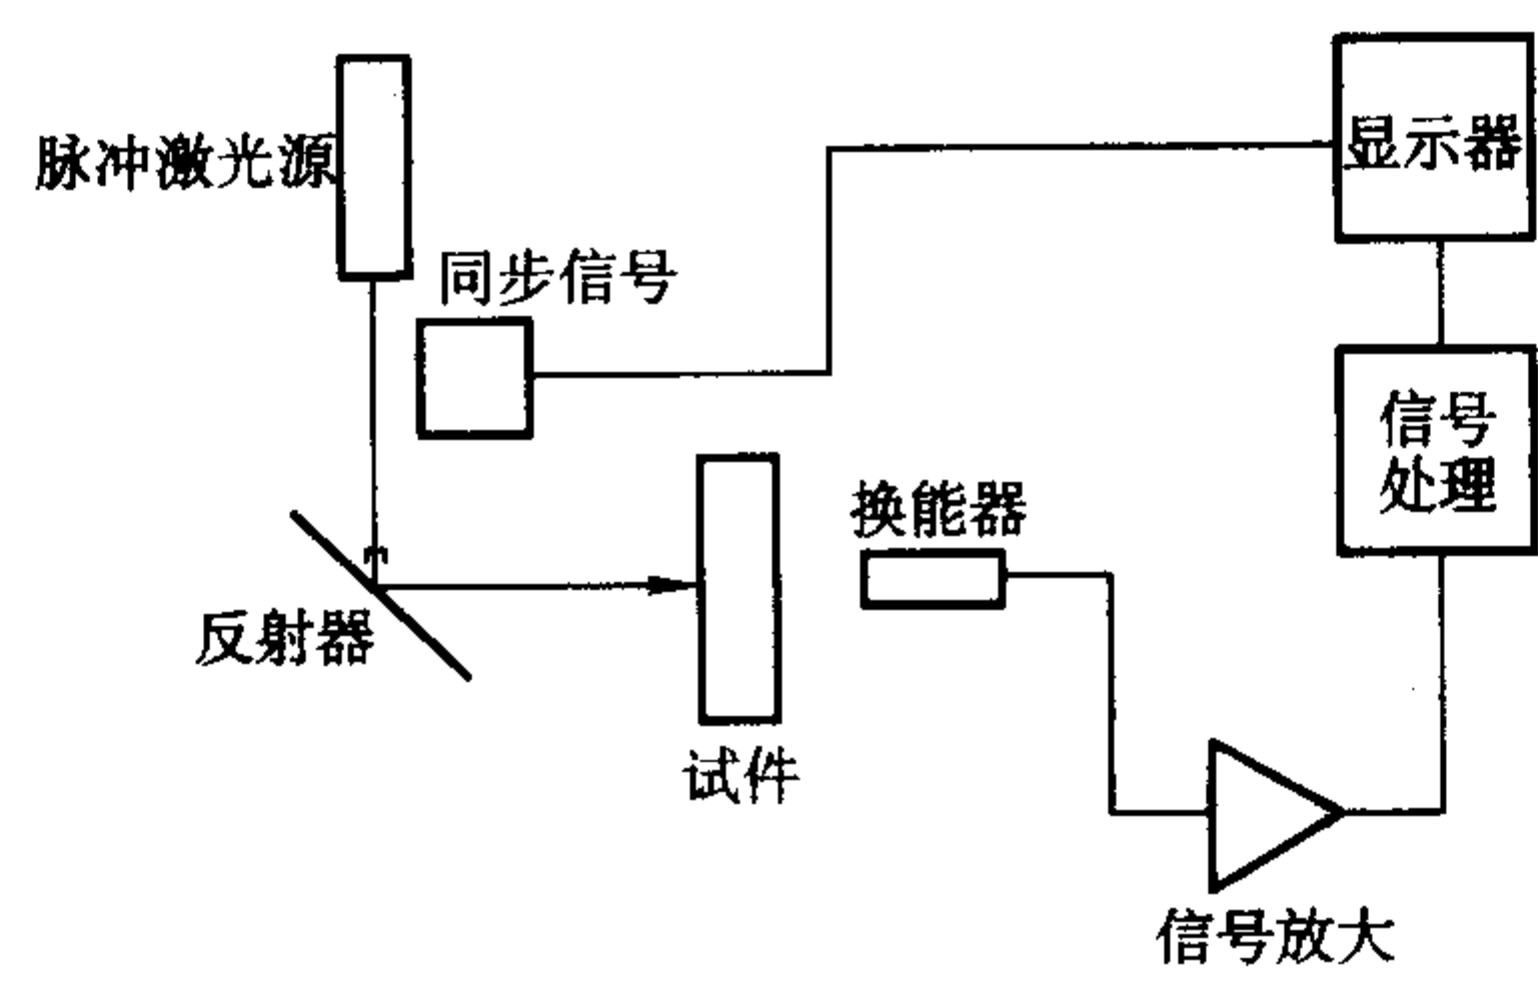 显示器
脉冲激光源
同步信号
信号
处理
换能器
反射器
试件
信号放大